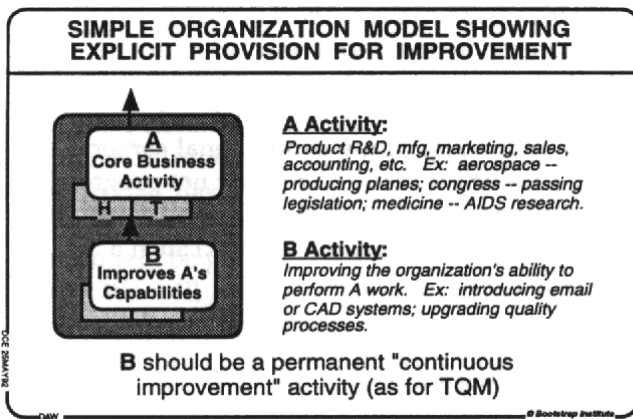 SIMPLE ORGANIZATION MODEL SHOWING
EXPLICIT PROVISION FOR IMPROVEMENT
A
Core Business
Activity
H T
B
Improves A's
Capabilities
A Activity:
Product R&D, mfg, marketing, sales,
accounting, etc. Ex: aerospace --
producing planes; congress -- passing
legislation; medicine -- AIDS research.
B Activity:
Improving the organization's ability to
perform A work. Ex: introducing email
or CAD systems; upgrading quality
processes.
B should be a permanent "continuous
improvement" activity (as for TQM)
DCE 25MAY92
DAW
© Bootstrap Institute